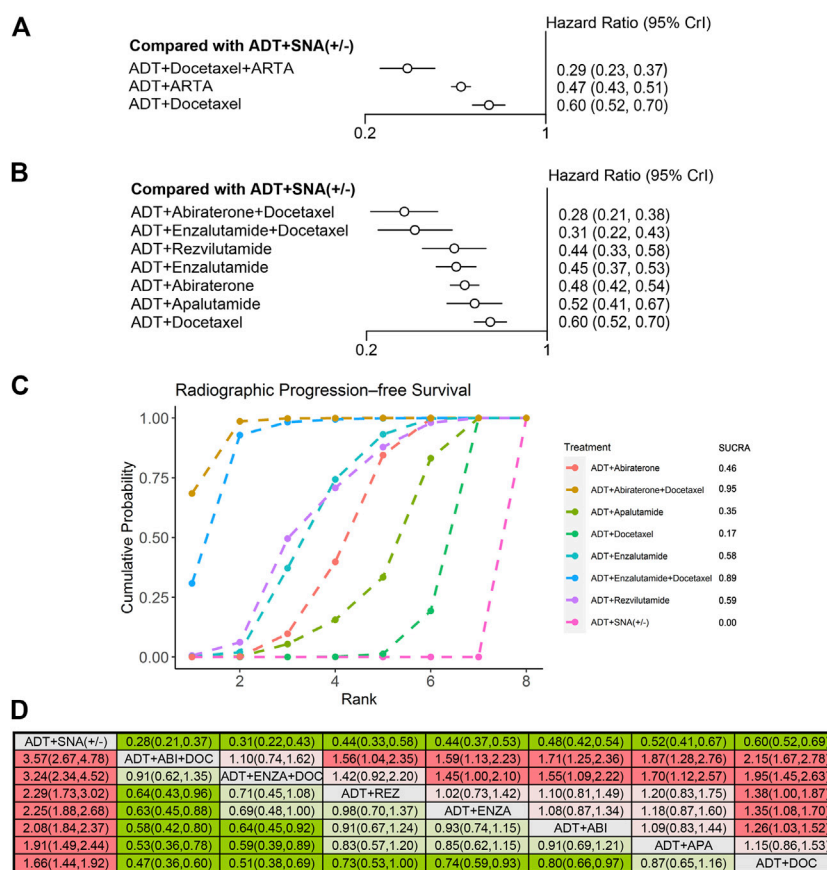 A
Hazard Ratio (95% CrI)
Compared with ADT+SNA(+/-)
ADT+Docetaxel+ARTA 0.29 (0.23, 0.37)
ADT+ARTA 0.47 (0.43, 0.51)
ADT+Docetaxel 0.60 (0.52, 0.70)
0.2 1
B
Hazard Ratio (95% CrI)
Compared with ADT+SNA(+/-)
ADT+Abiraterone+Docetaxel 0.28 (0.21, 0.38)
ADT+Enzalutamide+Docetaxel 0.31 (0.22, 0.43)
ADT+Rezvilutamide 0.44 (0.33, 0.58)
ADT+Enzalutamide 0.45 (0.37, 0.53)
ADT+Abiraterone 0.48 (0.42, 0.54)
ADT+Apalutamide 0.52 (0.41, 0.67)
ADT+Docetaxel 0.60 (0.52, 0.70)
0.2 1
C
Radiographic Progression–free Survival
Cumulative Probability
1.00
0.75
0.50
0.25
0.00
2 4 6 8
Rank
Treatment SUCRA
ADT+Abiraterone 0.46
ADT+Abiraterone+Docetaxel 0.95
ADT+Apalutamide 0.35
ADT+Docetaxel 0.17
ADT+Enzalutamide 0.58
ADT+Enzalutamide+Docetaxel 0.89
ADT+Rezvilutamide 0.59
ADT+SNA(+/-) 0.00
D
ADT+SNA(+/-) 0.28(0.21,0.37) 0.31(0.22,0.43) 0.44(0.33,0.58) 0.44(0.37,0.53) 0.48(0.42,0.54) 0.52(0.41,0.67) 0.60(0.52,0.69)
3.57(2.67,4.78) ADT+ABI+DOC 1.10(0.74,1.62) 1.56(1.04,2.35) 1.59(1.13,2.23) 1.71(1.25,2.36) 1.87(1.28,2.76) 2.15(1.67,2.78)
3.24(2.34,4.52) 0.91(0.62,1.35) ADT+ENZA+DOC 1.42(0.92,2.20) 1.45(1.00,2.10) 1.55(1.09,2.22) 1.70(1.12,2.57) 1.95(1.45,2.63)
2.29(1.73,3.02) 0.64(0.43,0.96) 0.71(0.45,1.08) ADT+REZ 1.02(0.73,1.42) 1.10(0.81,1.49) 1.20(0.83,1.75) 1.38(1.00,1.87)
2.25(1.88,2.68) 0.63(0.45,0.88) 0.69(0.48,1.00) 0.98(0.70,1.37) ADT+ENZA 1.08(0.87,1.34) 1.18(0.87,1.60) 1.35(1.08,1.70)
2.08(1.84,2.37) 0.58(0.42,0.80) 0.64(0.45,0.92) 0.91(0.67,1.24) 0.93(0.74,1.15) ADT+ABI 1.09(0.83,1.44) 1.26(1.03,1.52)
1.91(1.49,2.44) 0.53(0.36,0.78) 0.59(0.39,0.89) 0.83(0.57,1.20) 0.85(0.62,1.15) 0.91(0.69,1.21) ADT+APA 1.15(0.86,1.53)
1.66(1.44,1.92) 0.47(0.36,0.60) 0.51(0.38,0.69) 0.73(0.53,1.00) 0.74(0.59,0.93) 0.80(0.66,0.97) 0.87(0.65,1.16) ADT+DOC